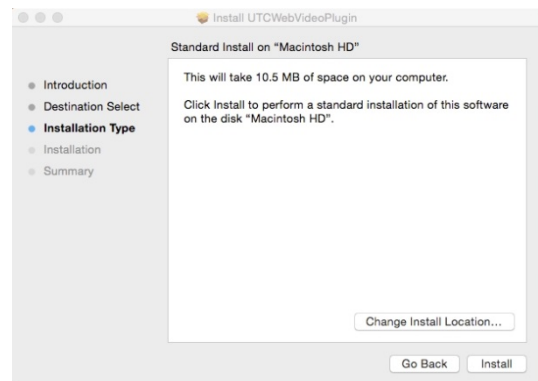 Install UTCWebVideoPlugin
Standard Install on "Macintosh HD"
Introduction
Destination Select
Installation Type
Installation
Summary
This will take 10.5 MB of space on your computer.
Click Install to perform a standard installation of this software
on the disk "Macintosh HD".
Change Install Location...
Go Back
Install